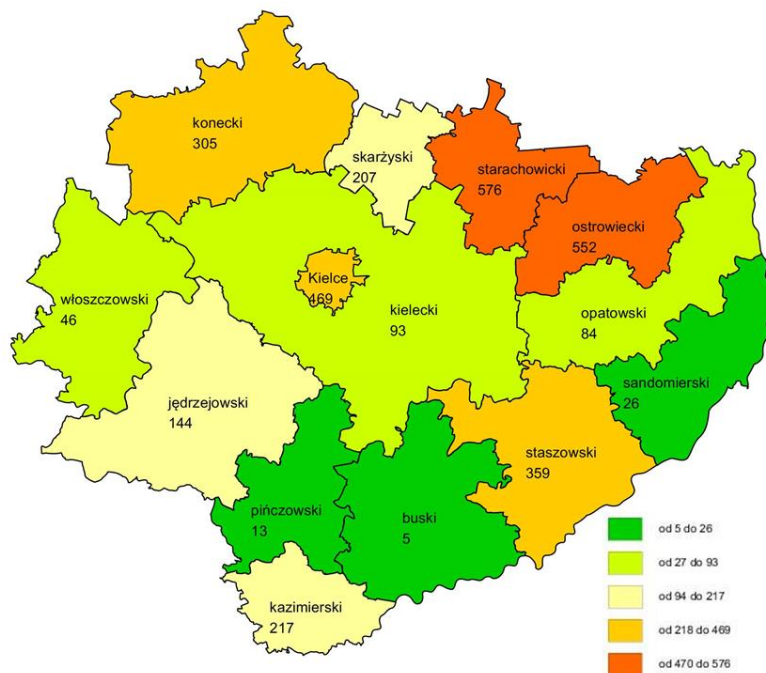 konecki
305
skarżyski
207
starachowicki
576
ostrowiecki
552
Kielce
469
włoszczowski
46
kielecki
93
opatowski
84
sandomierski
26
jędrzejowski
144
staszowski
359
pińczowski
13
buski
5
kazimierski
217
od 5 do 26
od 27 do 93
od 94 do 217
od 218 do 469
od 470 do 576